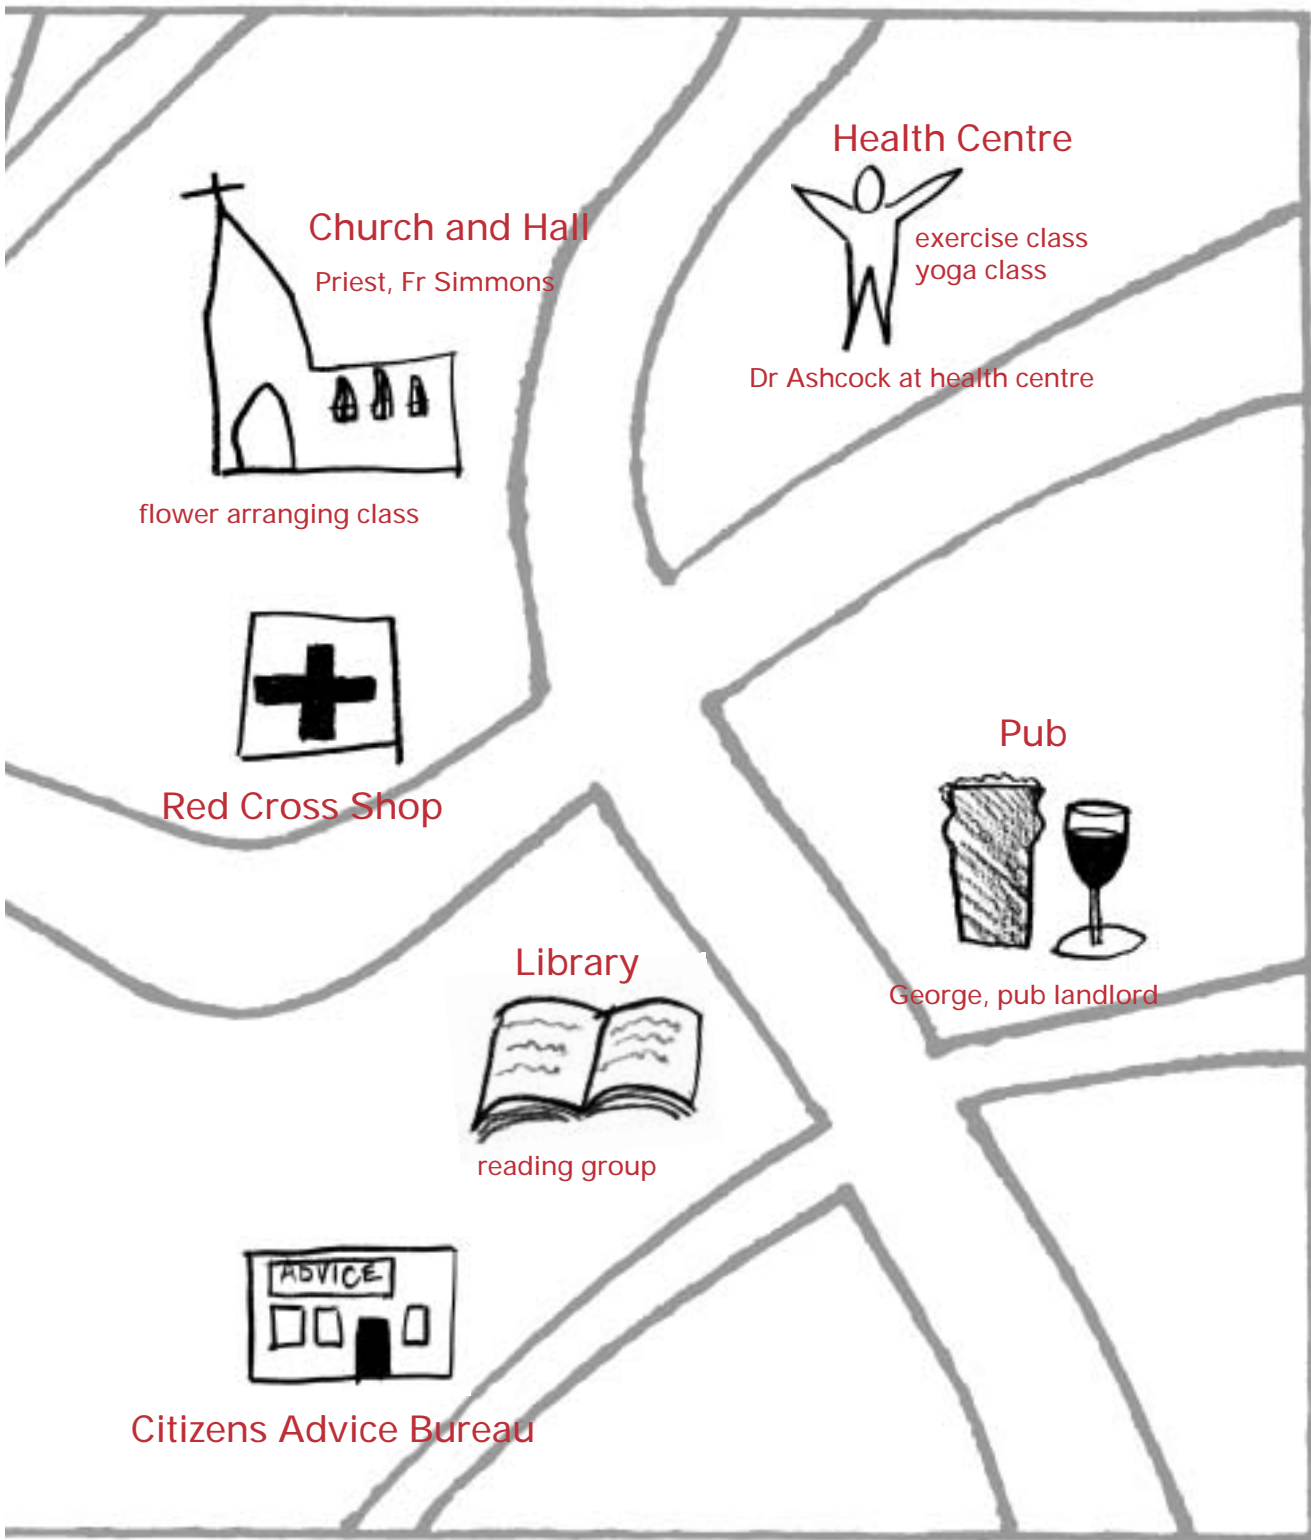 Health Centre
exercise class
yoga class
Dr Ashcock at health centre
Church and Hall
Priest, Fr Simmons
flower arranging class
Red Cross Shop
Pub
George, pub landlord
Library
reading group
ADVICE
Citizens Advice Bureau